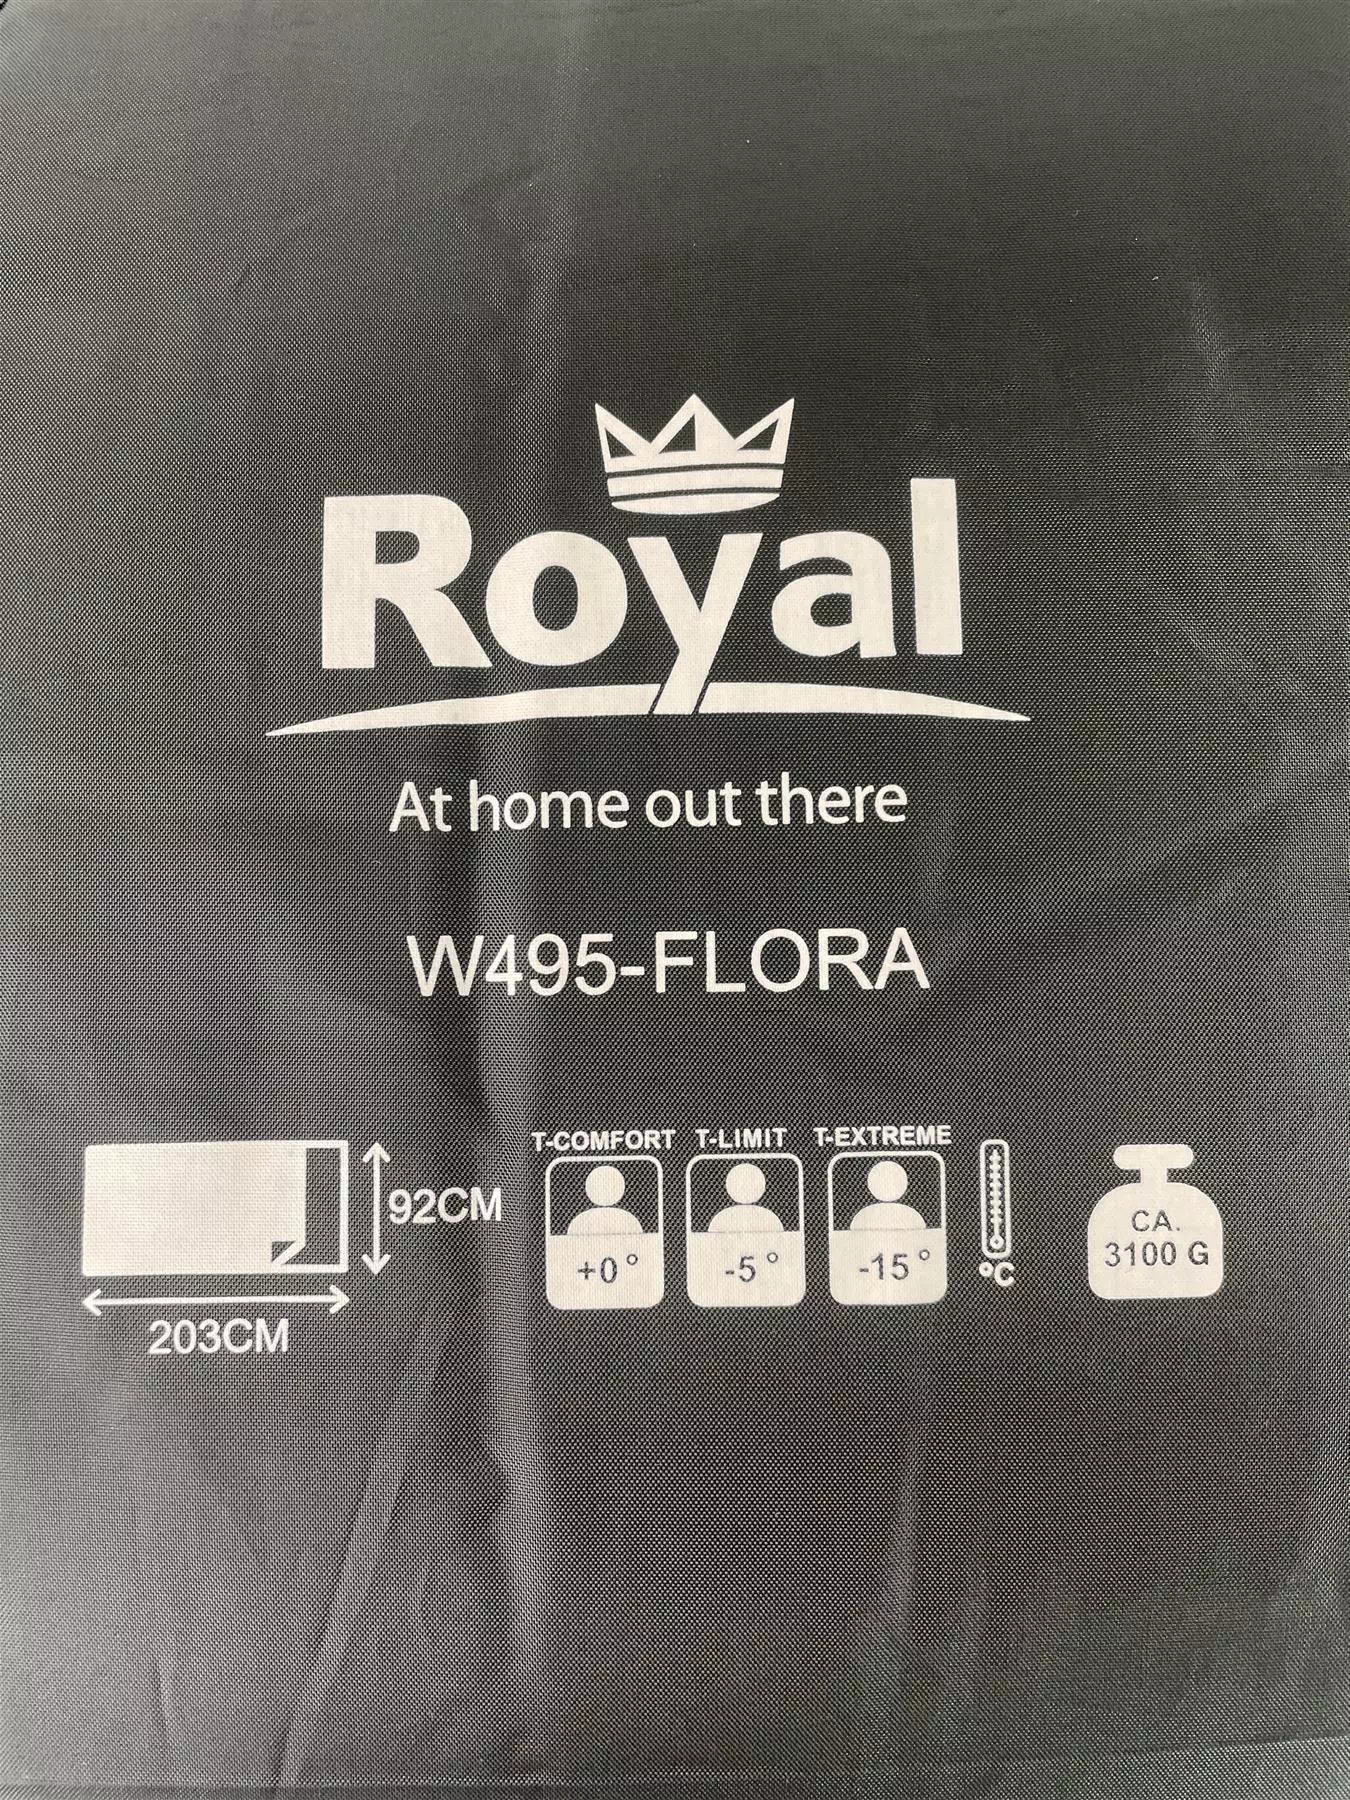 Royal
At home out there
W495-FLORA
T-COMFORT T-LIMIT T-EXTREME
92CM
+0° -5° -15°
°C
CA.
3100 G
203CM